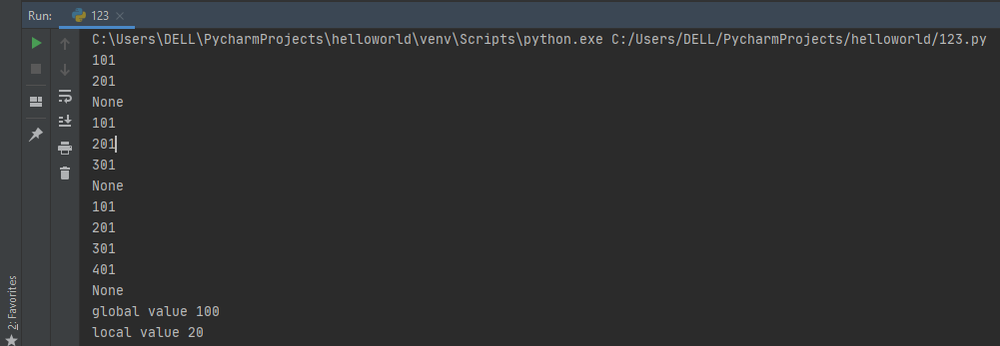 Run: 123
C:\Users\DELL\PycharmProjects\helloworld\venv\Scripts\python.exe C:/Users/DELL/PycharmProjects/helloworld/123.py
101
201
None
101
201
301
None
101
201
301
401
None
global value 100
local value 20
2: Favorites